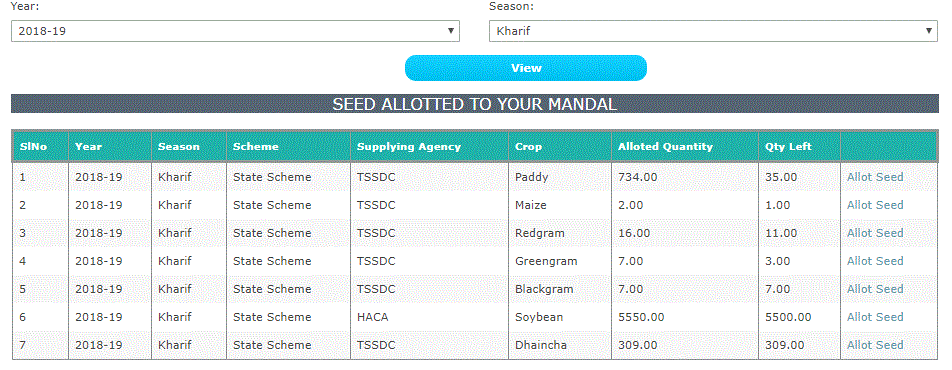 Year: Season:
2018-19 Kharif
View
SEED ALLOTTED TO YOUR MANDAL
SlNo Year Season Scheme Supplying Agency Crop Alloted Quantity Qty Left
1 2018-19 Kharif State Scheme TSSDC Paddy 734.00 35.00 Allot Seed
2 2018-19 Kharif State Scheme TSSDC Maize 2.00 1.00 Allot Seed
3 2018-19 Kharif State Scheme TSSDC Redgram 16.00 11.00 Allot Seed
4 2018-19 Kharif State Scheme TSSDC Greengram 7.00 3.00 Allot Seed
5 2018-19 Kharif State Scheme TSSDC Blackgram 7.00 7.00 Allot Seed
6 2018-19 Kharif State Scheme HACA Soybean 5550.00 5500.00 Allot Seed
7 2018-19 Kharif State Scheme TSSDC Dhaincha 309.00 309.00 Allot Seed